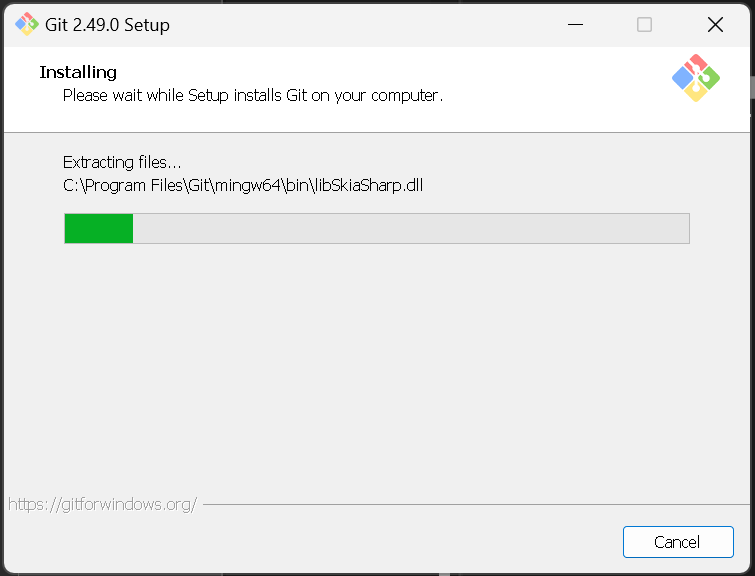 Git 2.49.0 Setup
Installing
Please wait while Setup installs Git on your computer.
Extracting files...
C:\Program Files\Git\mingw64\bin\libSkiaSharp.dll
https://gitforwindows.org/
Cancel